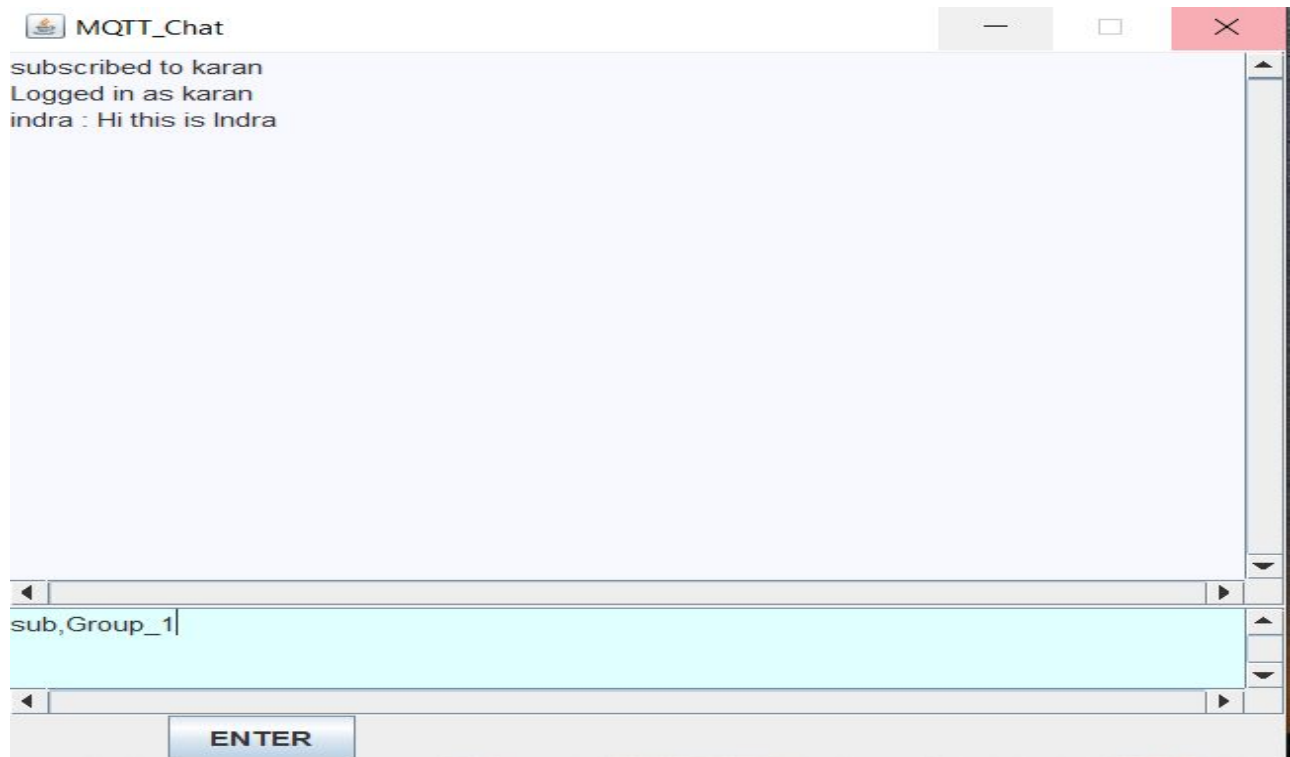 MQTT_Chat
subscribed to karan
Logged in as karan
indra : Hi this is Indra
sub,Group_1
ENTER